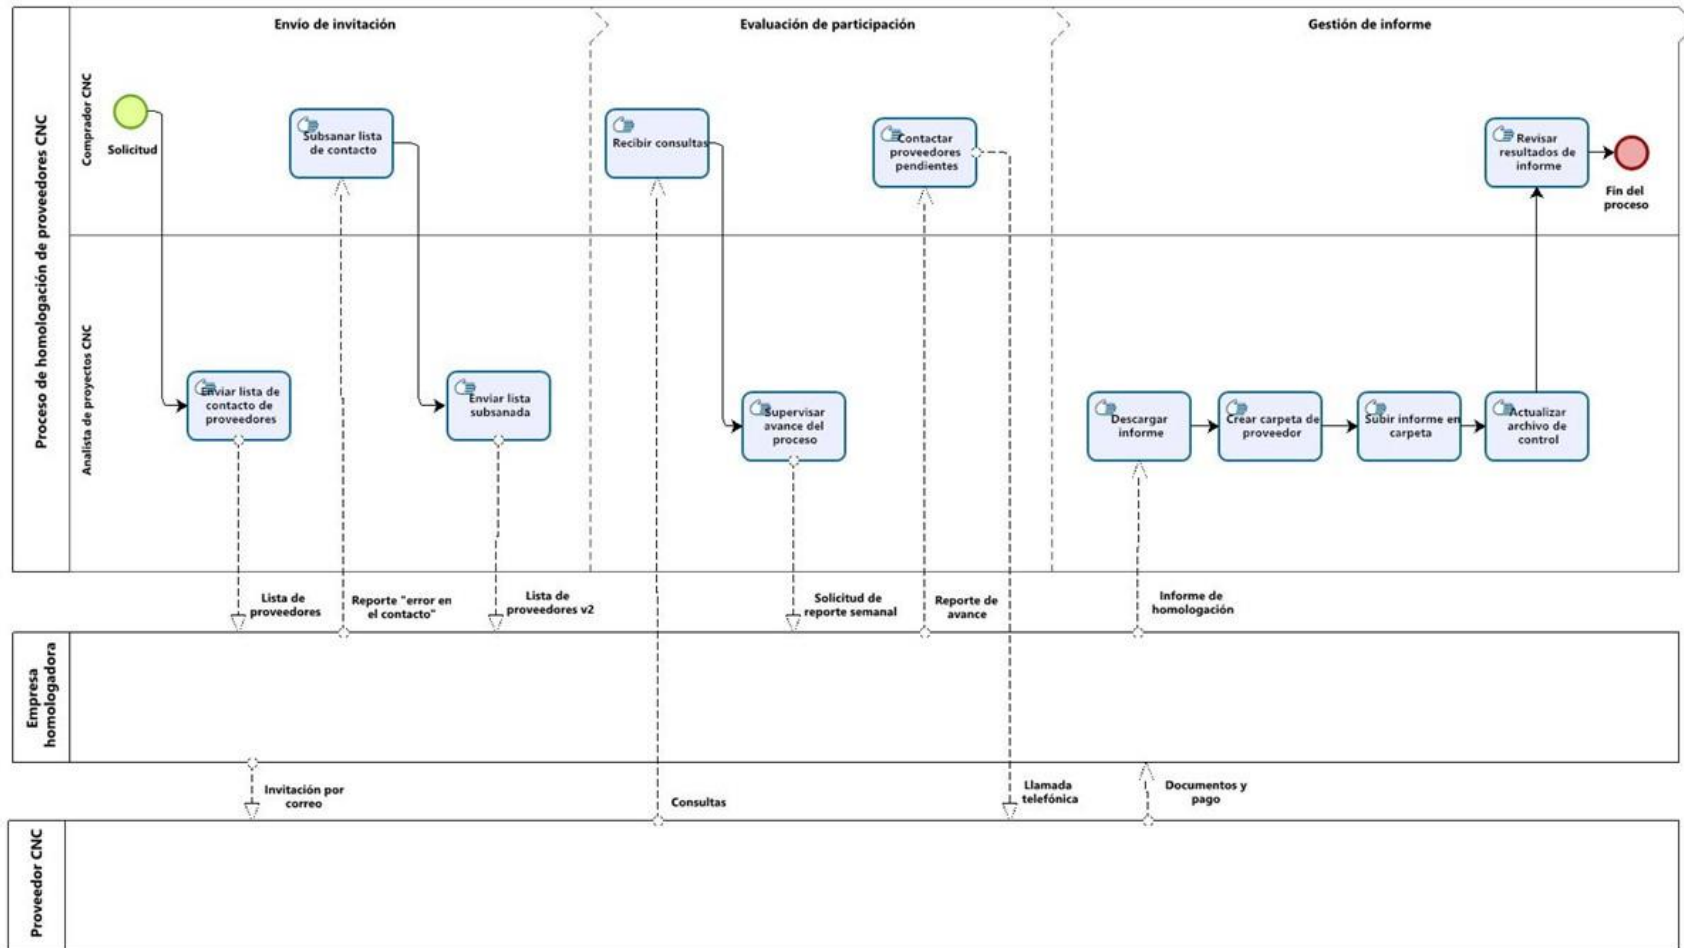 Envío de invitación
Evaluación de participación
Gestión de informe
Proceso de homologación de proveedores CNC
Comprador CNC
Solicitud
Subsanar lista
de contacto
Recibir consultas
Contactar
proveedores
pendientes
Revisar
resultados de
informe
Fin del
proceso
Analista de proyectos CNC
Enviar lista de
contacto de
proveedores
Enviar lista
subsanada
Supervisar
avance del
proceso
Descargar
informe
Crear carpeta de
proveedor
Subir informe en
carpeta
Actualizar
archivo de
control
Lista de
proveedores
Reporte "error en
el contacto"
Lista de
proveedores v2
Solicitud de
reporte semanal
Reporte de
avance
Informe de
homologación
Empresa
homologadora
Invitación por
correo
Consultas
Llamada
telefónica
Documentos y
pago
Proveedor CNC